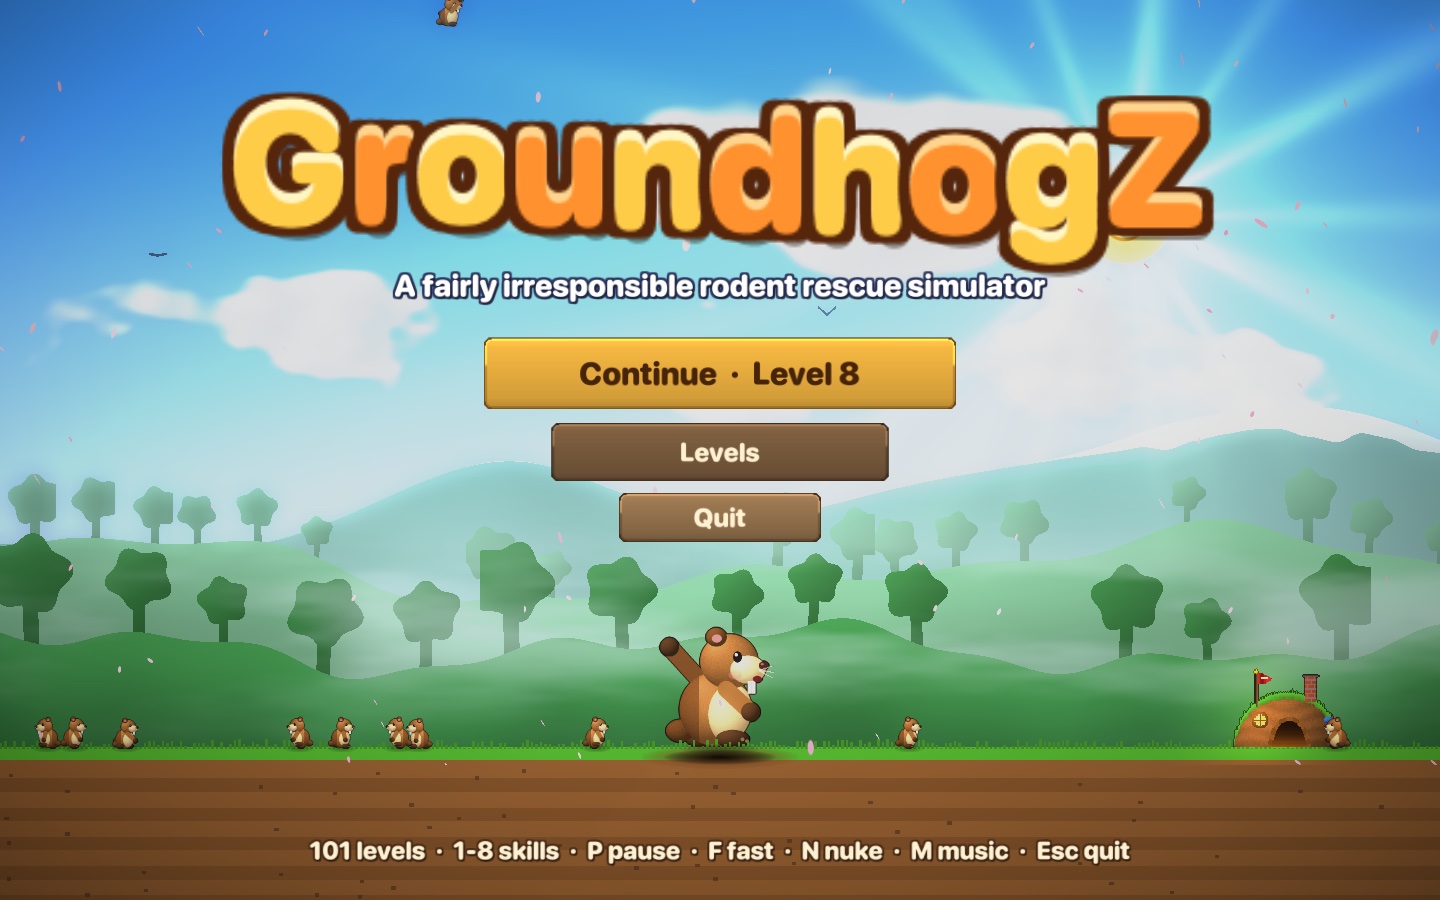 GroundhogZ
A fairly irresponsible rodent rescue simulator
Continue · Level 8
Levels
Quit
101 levels · 1-8 skills · P pause · F fast · N nuke · M music · Esc quit